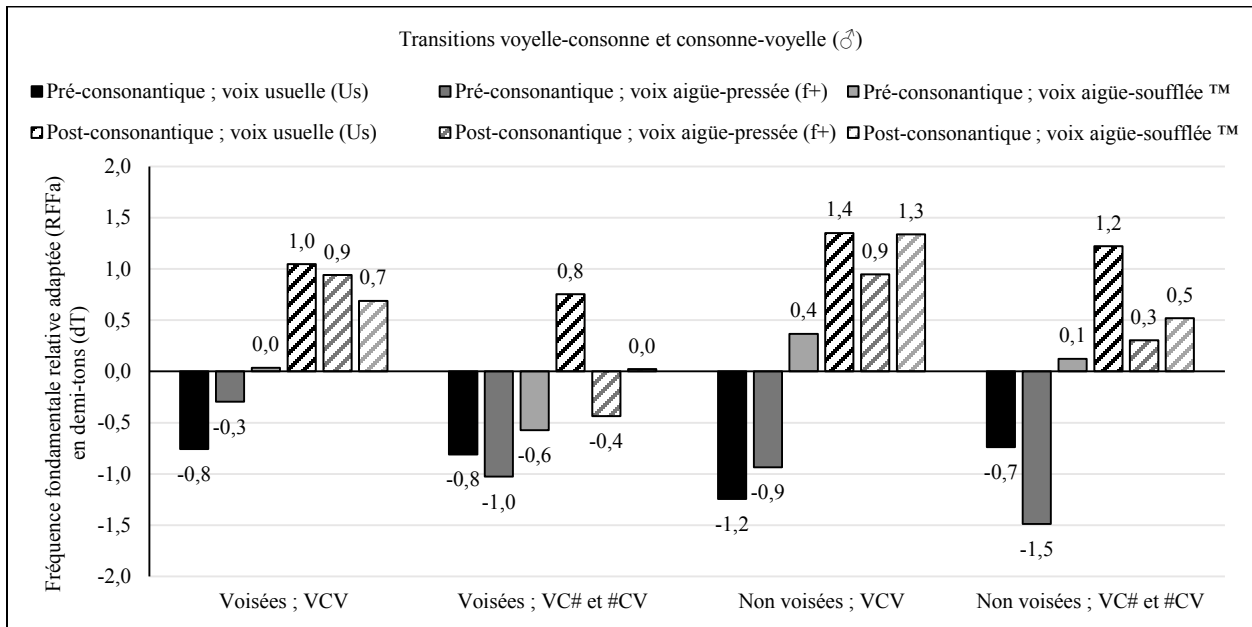 Transitions voyelle-consonne et consonne-voyelle (♂)
Pré-consonantique ; voix usuelle (Us)
Pré-consonantique ; voix aigüe-pressée (f+)
Pré-consonantique ; voix aigüe-soufflée ™
Post-consonantique ; voix usuelle (Us)
Post-consonantique ; voix aigüe-pressée (f+)
Post-consonantique ; voix aigüe-soufflée ™
Fréquence fondamentale relative adaptée (RFFa)
en demi-tons (dT)
2,0
1,5
1,0
0,5
0,0
-0,5
-1,0
-1,5
-2,0
-0,8
-0,3
0,0
1,0
0,9
0,7
-0,8
-1,0
-0,6
0,8
-0,4
0,0
-1,2
-0,9
0,4
1,4
0,9
1,3
-0,7
-1,5
0,1
1,2
0,3
0,5
Voisées ; VCV
Voisées ; VC# et #CV
Non voisées ; VCV
Non voisées ; VC# et #CV